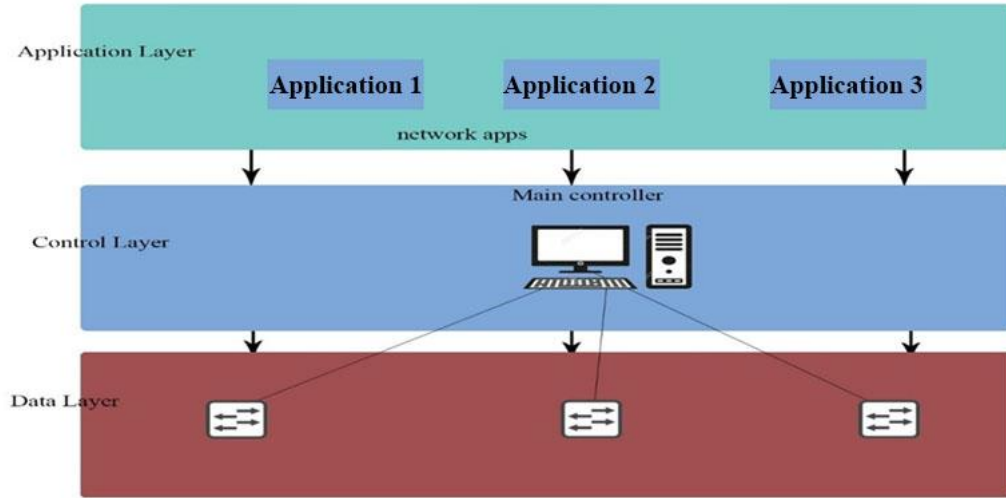 Application Layer
Application 1
Application 2
Application 3
network apps
Main controller
Control Layer
Data Layer